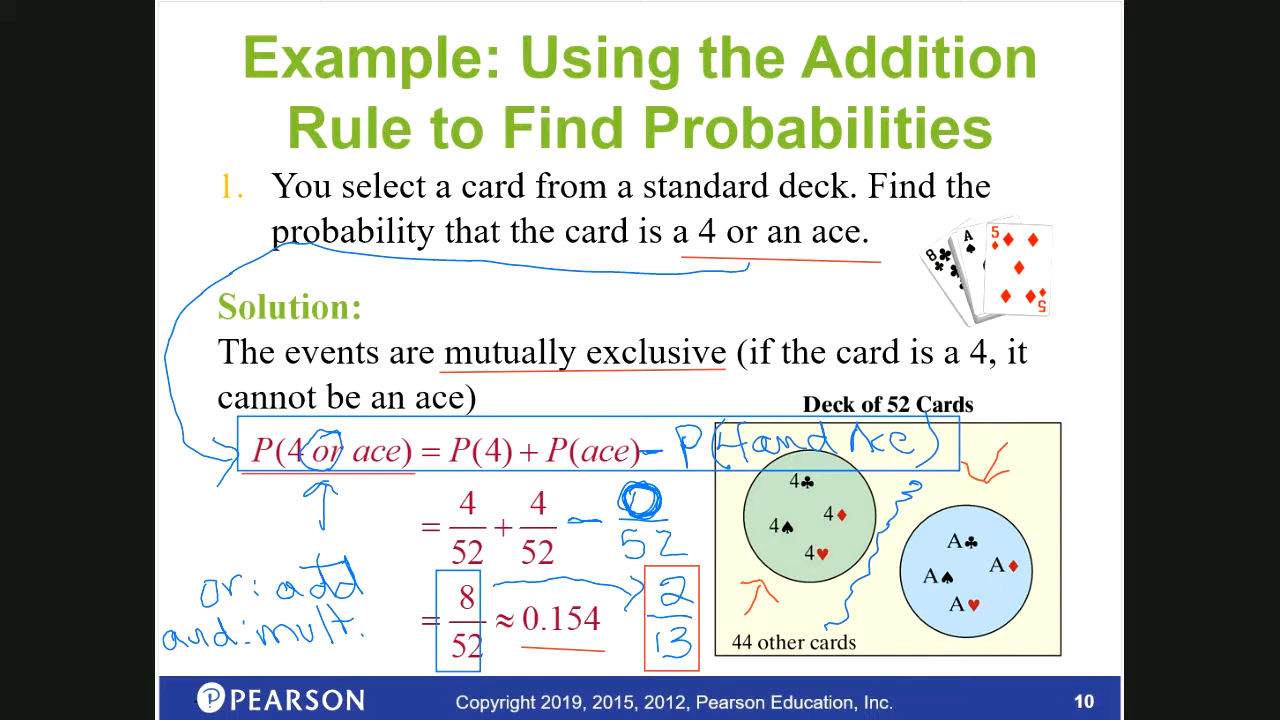 Example: Using the Addition
Rule to Find Probabilities
1. You select a card from a standard deck. Find the
probability that the card is a 4 or an ace.
8 A 5 5
Solution:
The events are mutually exclusive (if the card is a 4, it
cannot be an ace)
Deck of 52 Cards
P(4 or ace) = P(4) + P(ace) - P(4 and Ace)
= 4/52 + 4/52 - 0/52
4♣
4♦
4♠
4♥
A♣
A♦
A♠
A♥
or: add
and: mult.
= 8/52 ≈ 0.154
2/13
44 other cards
PEARSON
Copyright 2019, 2015, 2012, Pearson Education, Inc.
10